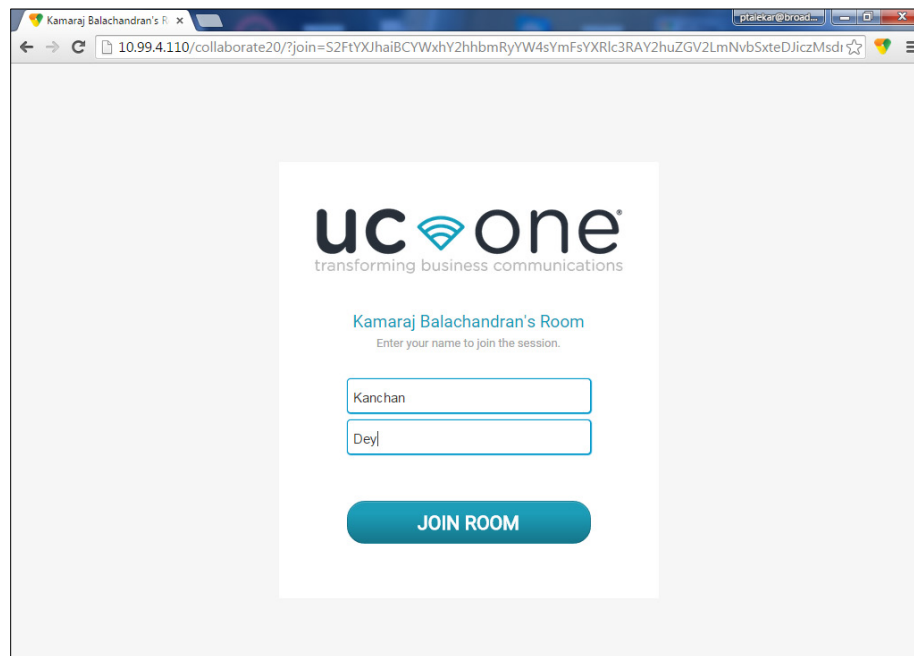 Kamaraj Balachandran's R
ptalekar@broad...
10.99.4.110/collaborate20/?join=S2FtYXJhaiBCYWxhY2hhbmRyYW4sYmFsYXRlc3RAY2huZGV2LmNvbSxteDJiczMsdr
uc one®
transforming business communications
Kamaraj Balachandran's Room
Enter your name to join the session.
Kanchan
Dey
JOIN ROOM